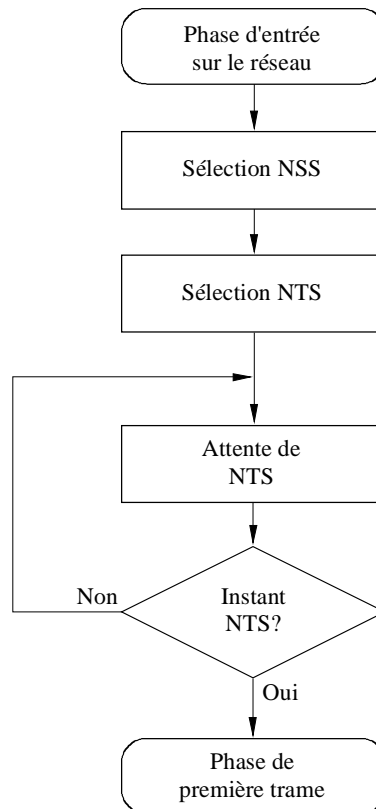 Phase d'entrée
sur le réseau
Sélection NSS
Sélection NTS
Attente de
NTS
Non
Instant
NTS?
Oui
Phase de
première trame